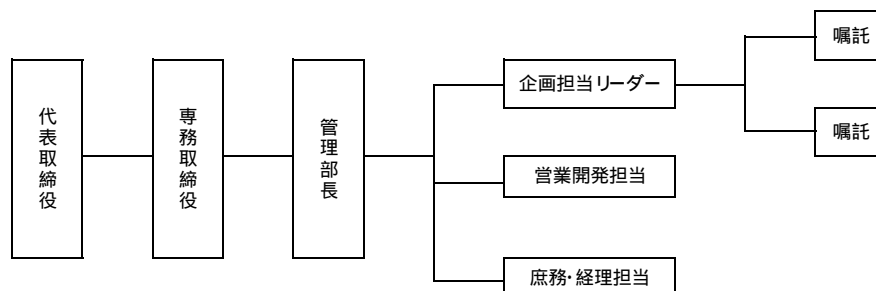 代表取締役
専務取締役
管理部長
企画担当リーダー
嘱託
嘱託
営業開発担当
庶務・経理担当